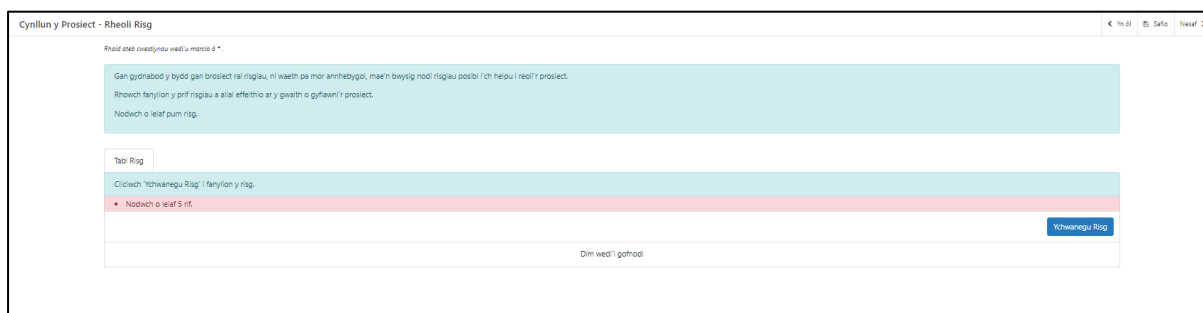 Cynllun y Prosiect - Rheoli Risg
Yn ôl Safio Nesaf
Rhaid ateb cwestiynau wedi'u marcio â *.
Gan gydnabod y bydd gan brosiect rai risgiau, ni waeth pa mor annhebygol, mae'n bwysig nodi risgiau posibl i'ch helpu i reoli'r prosiect.
Rhowch fanylion y prif risgiau a allai effeithio ar y gwaith o gyflawni'r prosiect.
Nodwch o leiaf pum risg.
Tabl Risg
Cliciwch 'Ychwanegu Risg' i fanylion y risg.
• Nodwch o leiaf 5 rif.
Ychwanegu Risg
Dim wedi'i gofnodi